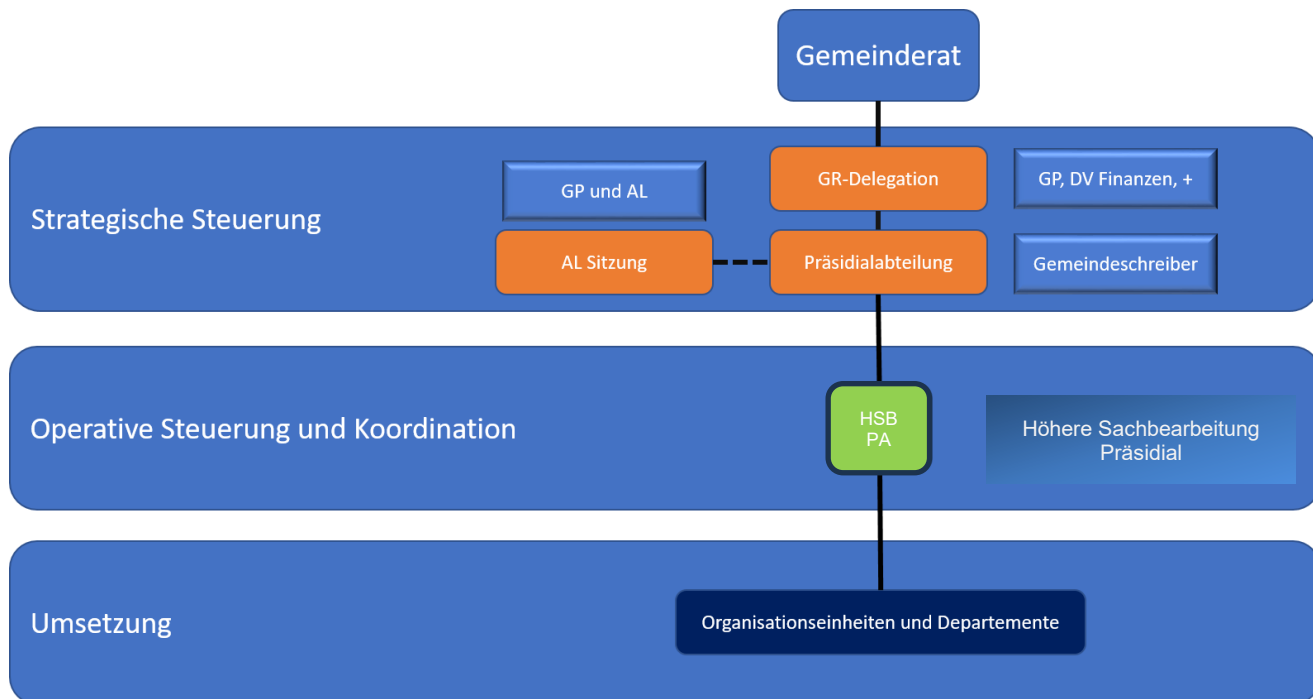 Gemeinderat
GP und AL
GR-Delegation
GP, DV Finanzen, +
Strategische Steuerung
AL Sitzung
Präsidialabteilung
Gemeindeschreiber
Operative Steuerung und Koordination
HSB
PA
Höhere Sachbearbeitung
Präsidial
Umsetzung
Organisationseinheiten und Departemente